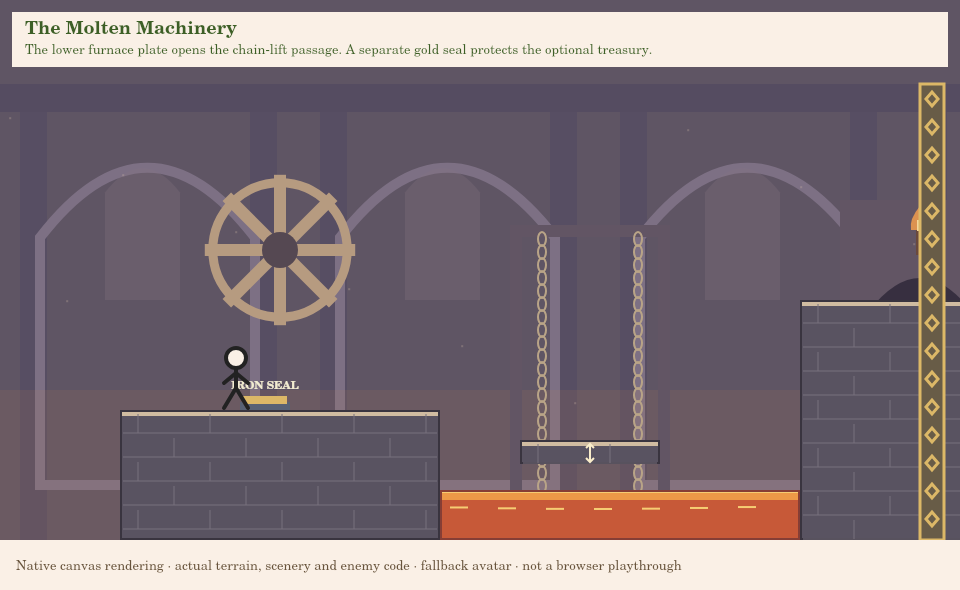 The Molten Machinery
The lower furnace plate opens the chain-lift passage. A separate gold seal protects the optional treasury.
IRON SEAL
Native canvas rendering · actual terrain, scenery and enemy code · fallback avatar · not a browser playthrough